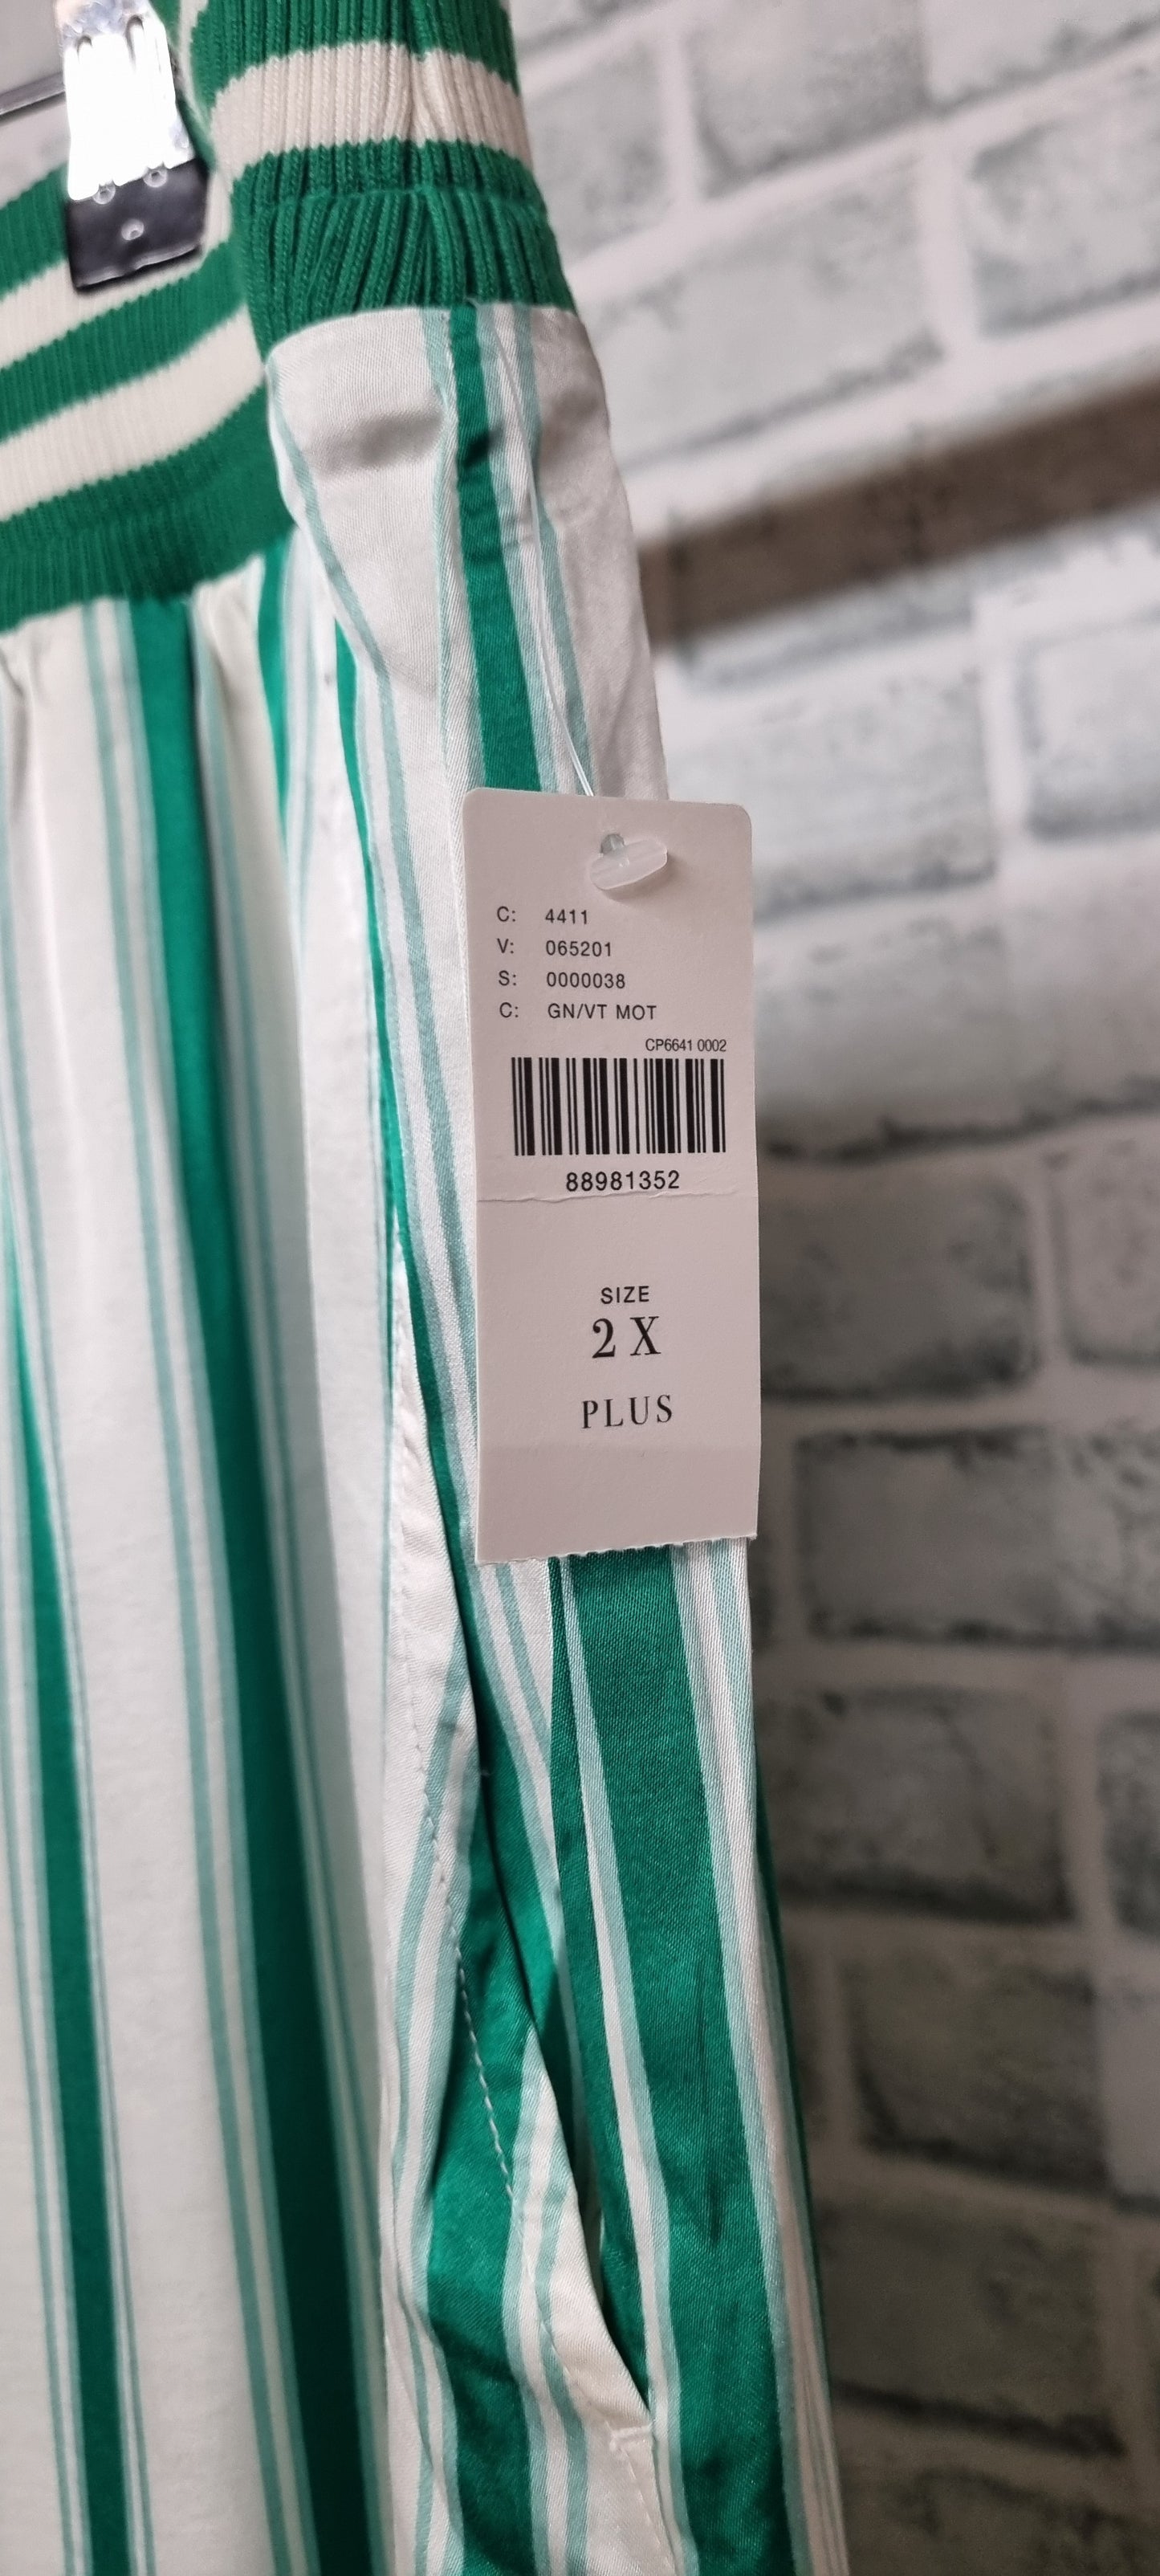 C: 4411
V: 065201
S: 0000038
C: GN/VT MOT
CP6641 0002
88981352
SIZE
2 X
PLUS